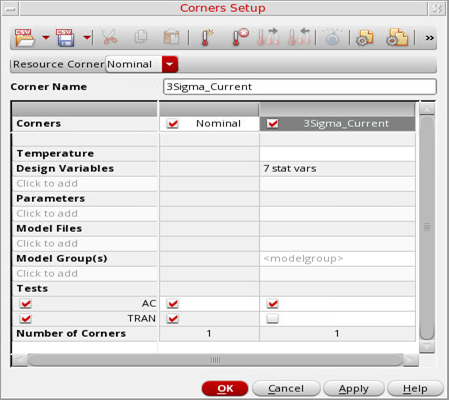 Corners Setup
»
Resource Corner Nominal
Corner Name 3Sigma_Current
Corners Nominal 3Sigma_Current
Temperature
Design Variables 7 stat vars
Click to add
Parameters
Click to add
Model Files
Click to add
Model Group(s) <modelgroup>
Click to add
Tests
AC
TRAN
Number of Corners 1 1
OK Cancel Apply Help